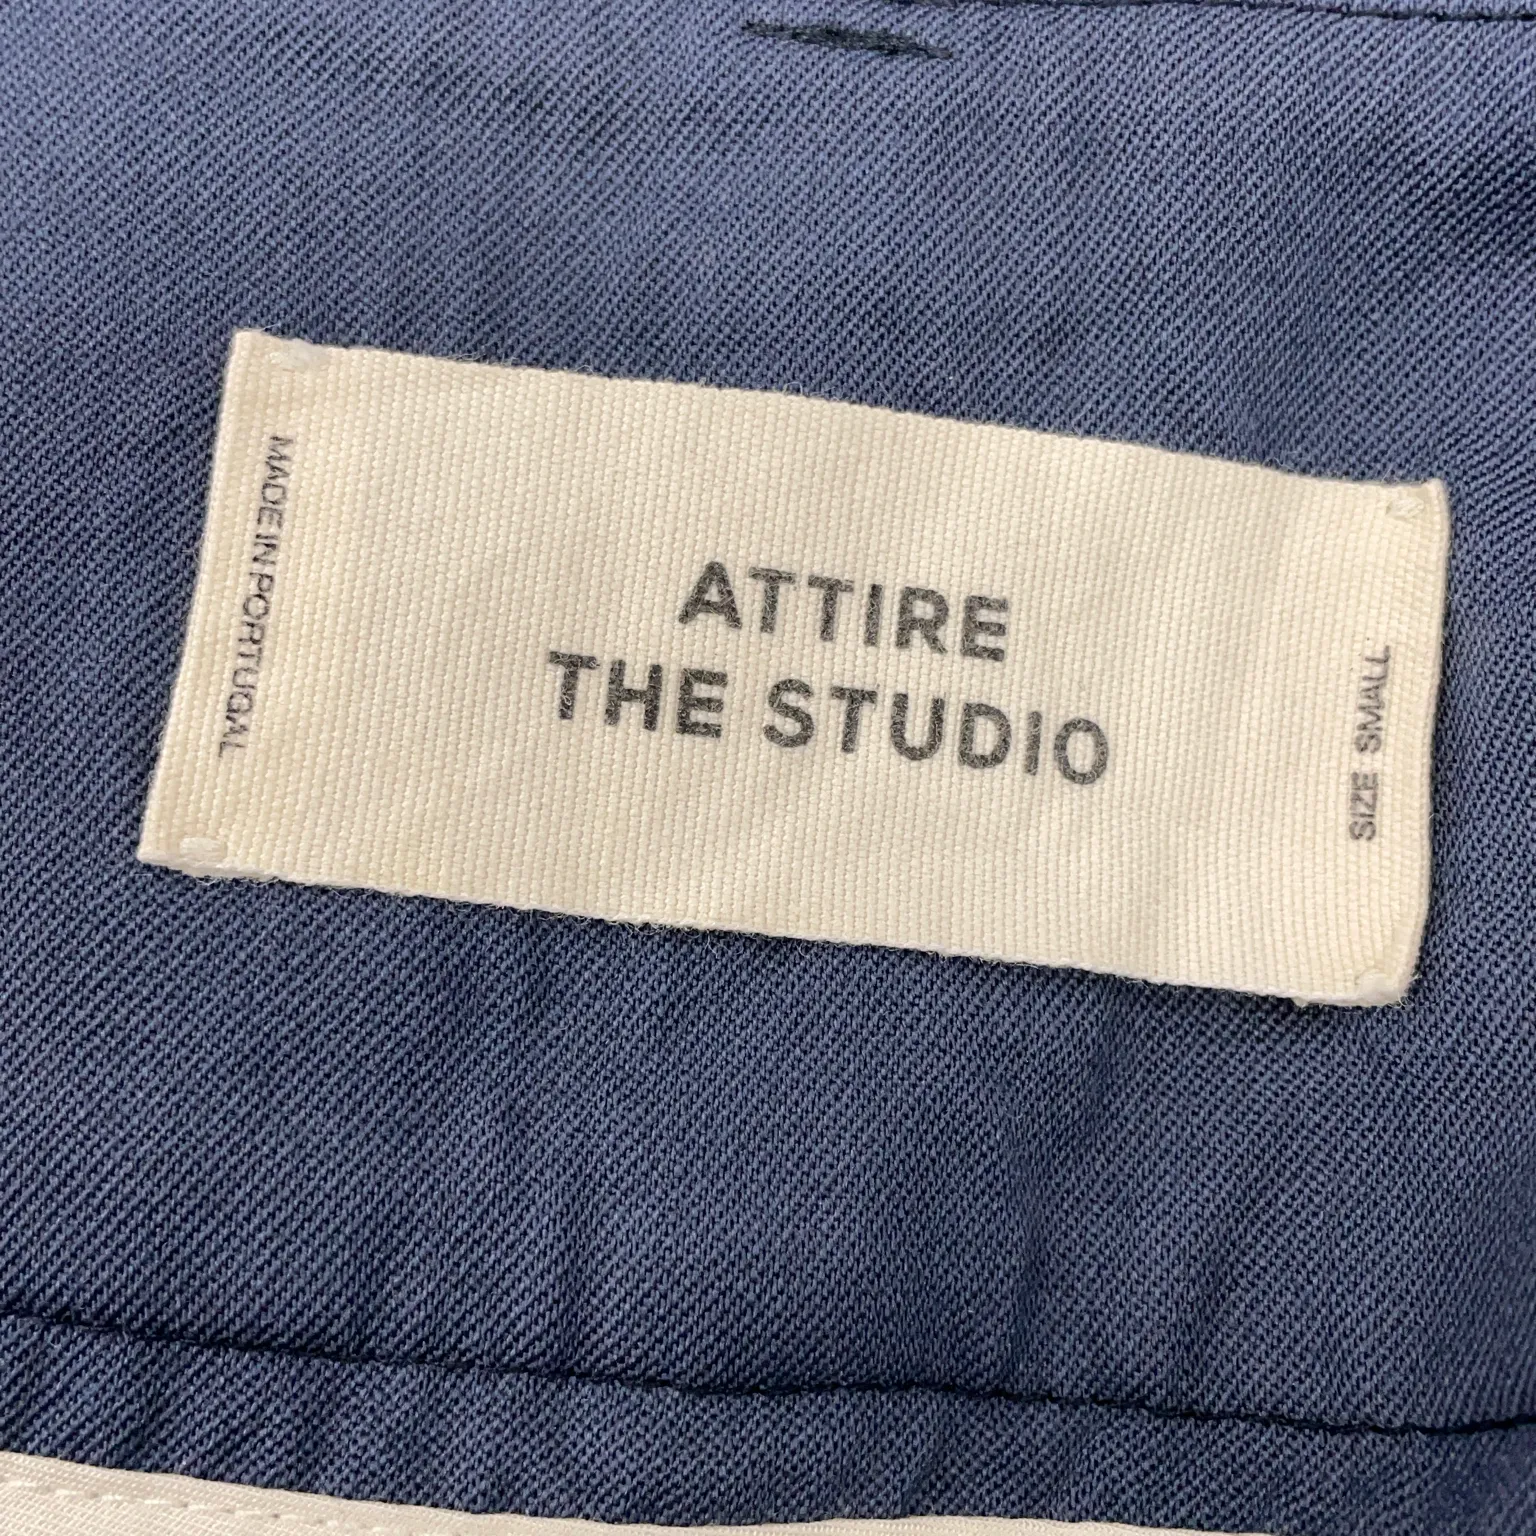 MADE IN PORTUGAL
ATTIRE
THE STUDIO
SIZE SMALL